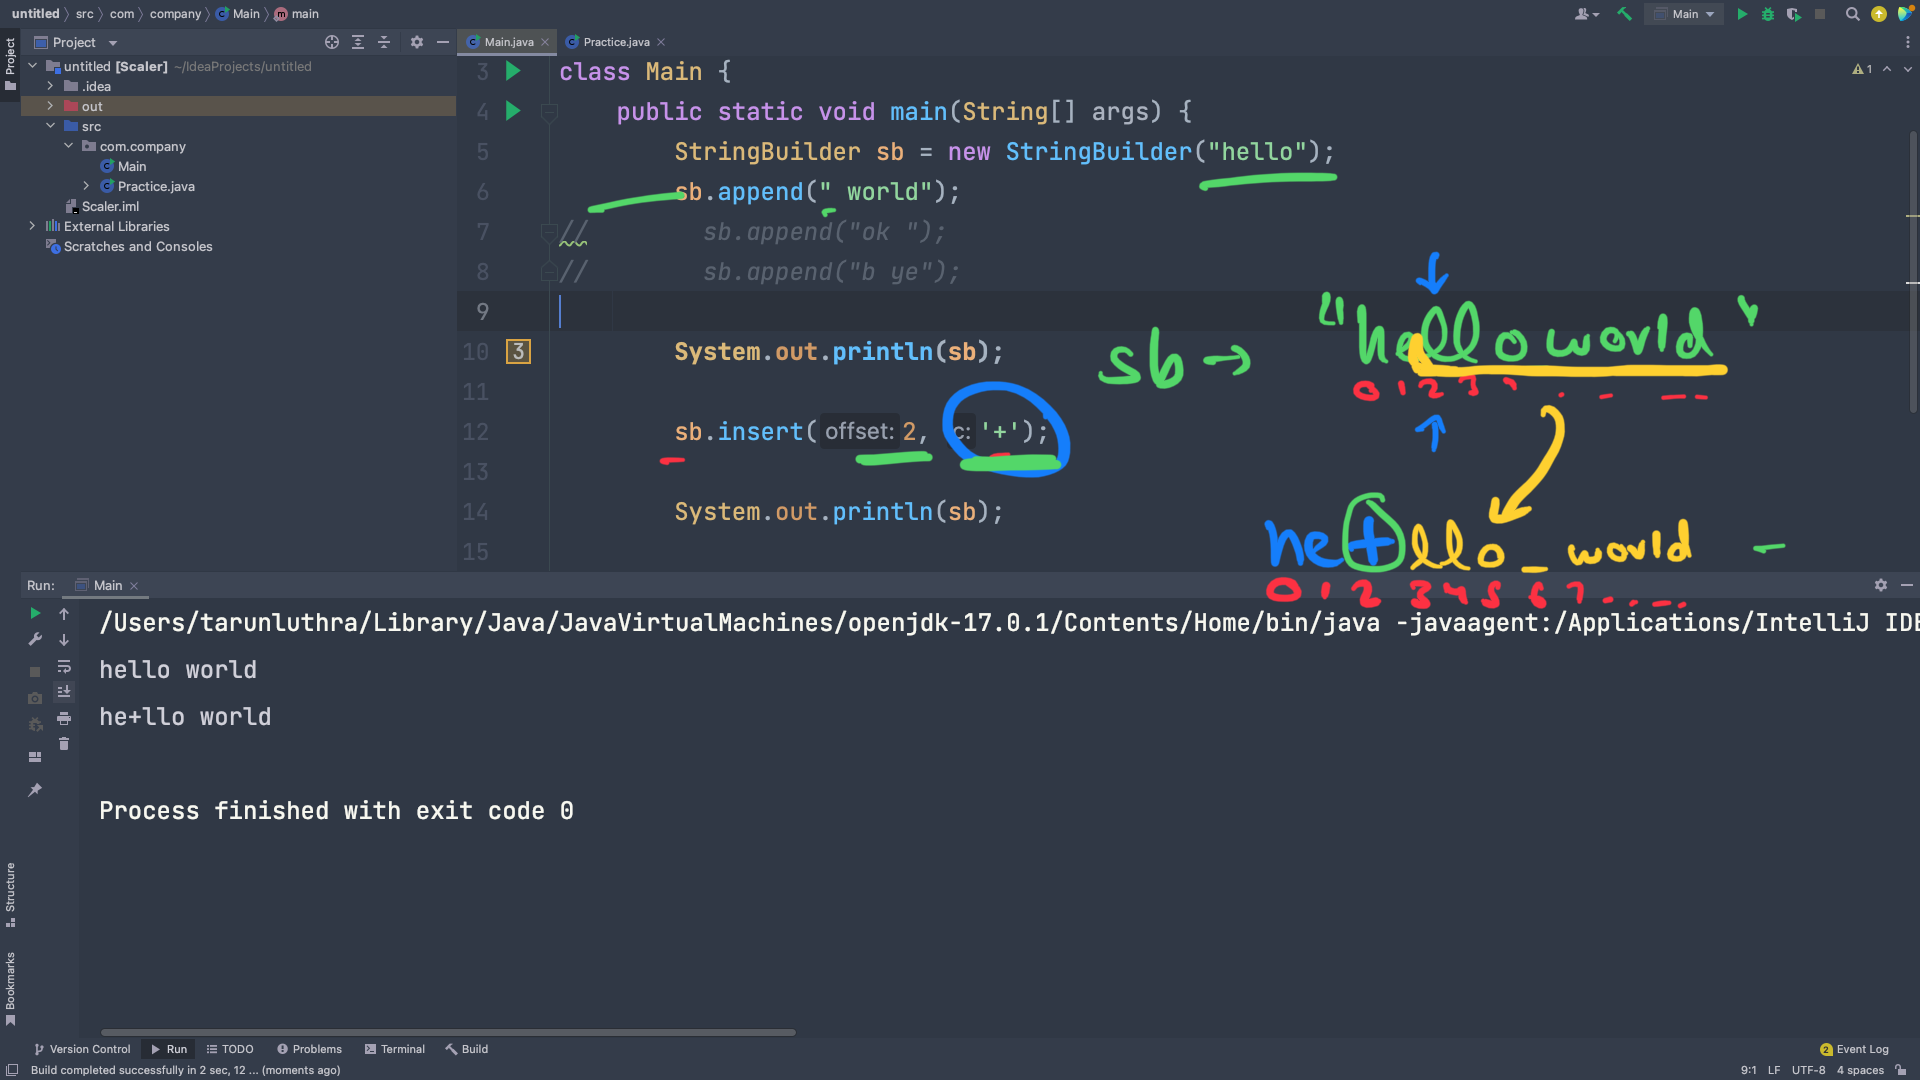 untitled src com company Main main
Main
Project
Main.java Practice.java
Project
untitled [Scaler] ~/IdeaProjects/untitled
.idea
out
src
com.company
Main
Practice.java
Scaler.iml
External Libraries
Scratches and Consoles
1
3 class Main {
4 public static void main(String[] args) {
5 StringBuilder sb = new StringBuilder("hello");
6 sb.append(" world");
7 // sb.append("ok ");
8 // sb.append("b ye");
9
10 3 System.out.println(sb);
11
12 sb.insert( offset: 2, c: '+');
13
14 System.out.println(sb);
15
sb → "hello world"
0 1 2 3
he+llo_world
0 1 2 3 4 5 6 7
Run: Main
/Users/tarunluthra/Library/Java/JavaVirtualMachines/openjdk-17.0.1/Contents/Home/bin/java -javaagent:/Applications/IntelliJ IDE
hello world
he+llo world
Process finished with exit code 0
Structure
Bookmarks
Version Control Run TODO Problems Terminal Build 2 Event Log
Build completed successfully in 2 sec, 12 ... (moments ago) 9:1 LF UTF-8 4 spaces